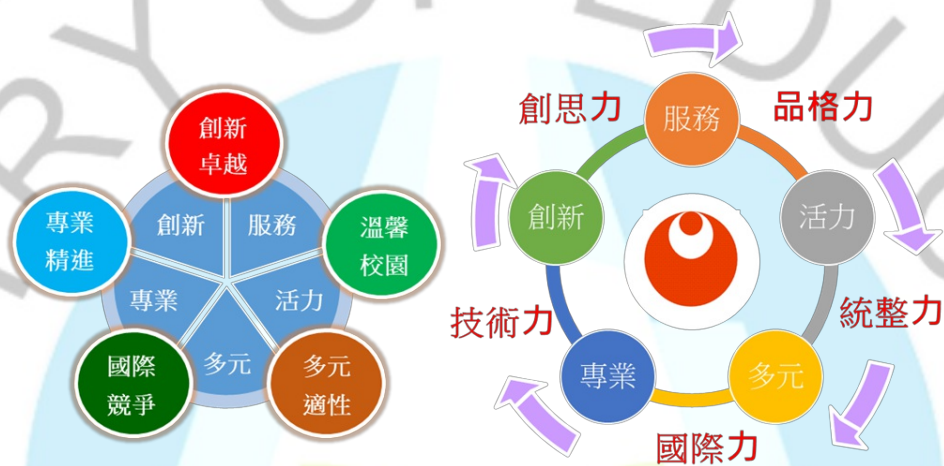 創新
卓越
專業
精進
溫馨
校園
國際
競爭
多元
適性
創新
服務
專業
活力
多元
創思力
服務
品格力
創新
活力
技術力
統整力
專業
多元
國際力